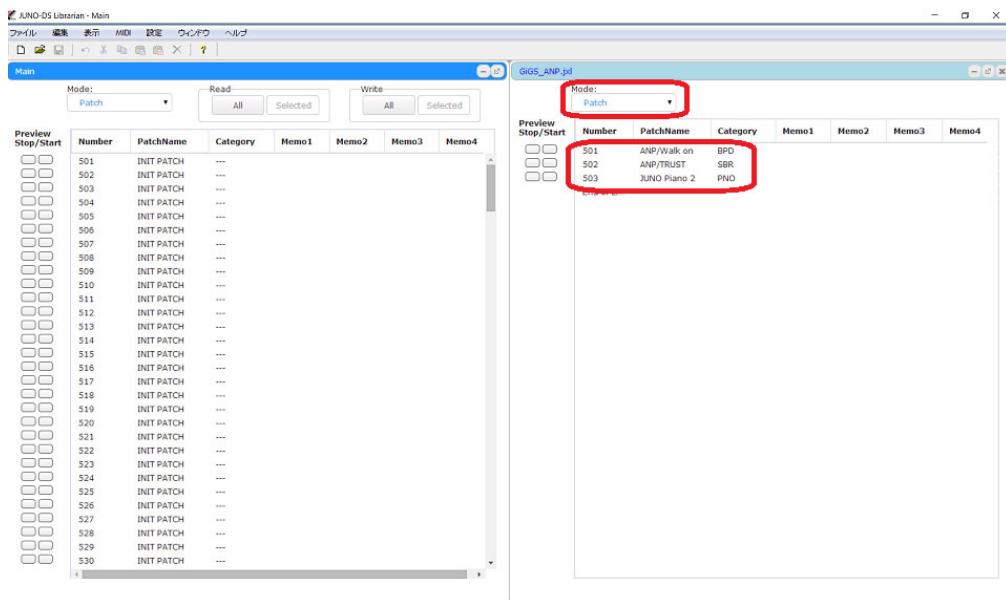 JUNO-DS Librarian - Main
ファイル 編集 表示 MIDI 設定 ウィンドウ ヘルプ
Main
Mode:
Patch
Read
All Selected
Write
All Selected
Preview
Stop/Start Number PatchName Category Memo1 Memo2 Memo3 Memo4
501 INIT PATCH ---
502 INIT PATCH ---
503 INIT PATCH ---
504 INIT PATCH ---
505 INIT PATCH ---
506 INIT PATCH ---
507 INIT PATCH ---
508 INIT PATCH ---
509 INIT PATCH ---
510 INIT PATCH ---
511 INIT PATCH ---
512 INIT PATCH ---
513 INIT PATCH ---
514 INIT PATCH ---
515 INIT PATCH ---
516 INIT PATCH ---
517 INIT PATCH ---
518 INIT PATCH ---
519 INIT PATCH ---
520 INIT PATCH ---
521 INIT PATCH ---
522 INIT PATCH ---
523 INIT PATCH ---
524 INIT PATCH ---
525 INIT PATCH ---
526 INIT PATCH ---
527 INIT PATCH ---
528 INIT PATCH ---
529 INIT PATCH ---
530 INIT PATCH ---
GiGS_ANP.jxl
Mode:
Patch
Preview
Stop/Start Number PatchName Category Memo1 Memo2 Memo3 Memo4
501 ANP/Walk on BPD
502 ANP/TRUST SBR
503 JUNO Piano 2 PNO